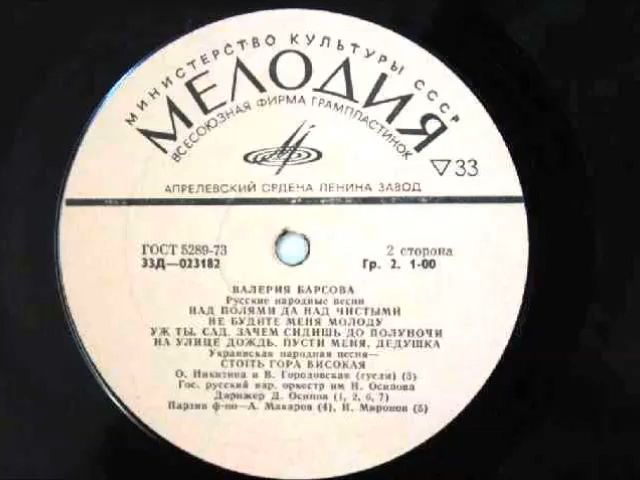 МИНИСТЕРСТВО КУЛЬТУРЫ СССР
МЕЛОДИЯ
ВСЕСОЮЗНАЯ ФИРМА ГРАМПЛАСТИНОК
33
АПРЕЛЕВСКИЙ ОРДЕНА ЛЕНИНА ЗАВОД
ГОСТ 5289-73 2 сторона
33Д—023182 Гр. 2. 1-00
ВАЛЕРИЯ БАРСОВА
Русские народные песни
НАД ПОЛЯМИ ДА НАД ЧИСТЫМИ
НЕ БУДИТЕ МЕНЯ МОЛОДУ
УЖ ТЫ, САД. ЗАЧЕМ СИДИШЬ ДО ПОЛУНОЧИ
НА УЛИЦЕ ДОЖДЬ. ПУСТИ МЕНЯ, ДЕДУШКА
Украинская народная песня—
СТОІТЬ ГОРА ВИСОКАЯ
О. Никитина и В. Городовская (гусли) (3)
Гос. русский нар. оркестр им Н. Осипова
Дирижер Д. Осипов (1, 2, 6, 7)
Партия ф-по—А. Макаров (4), Н. Миронов (5)